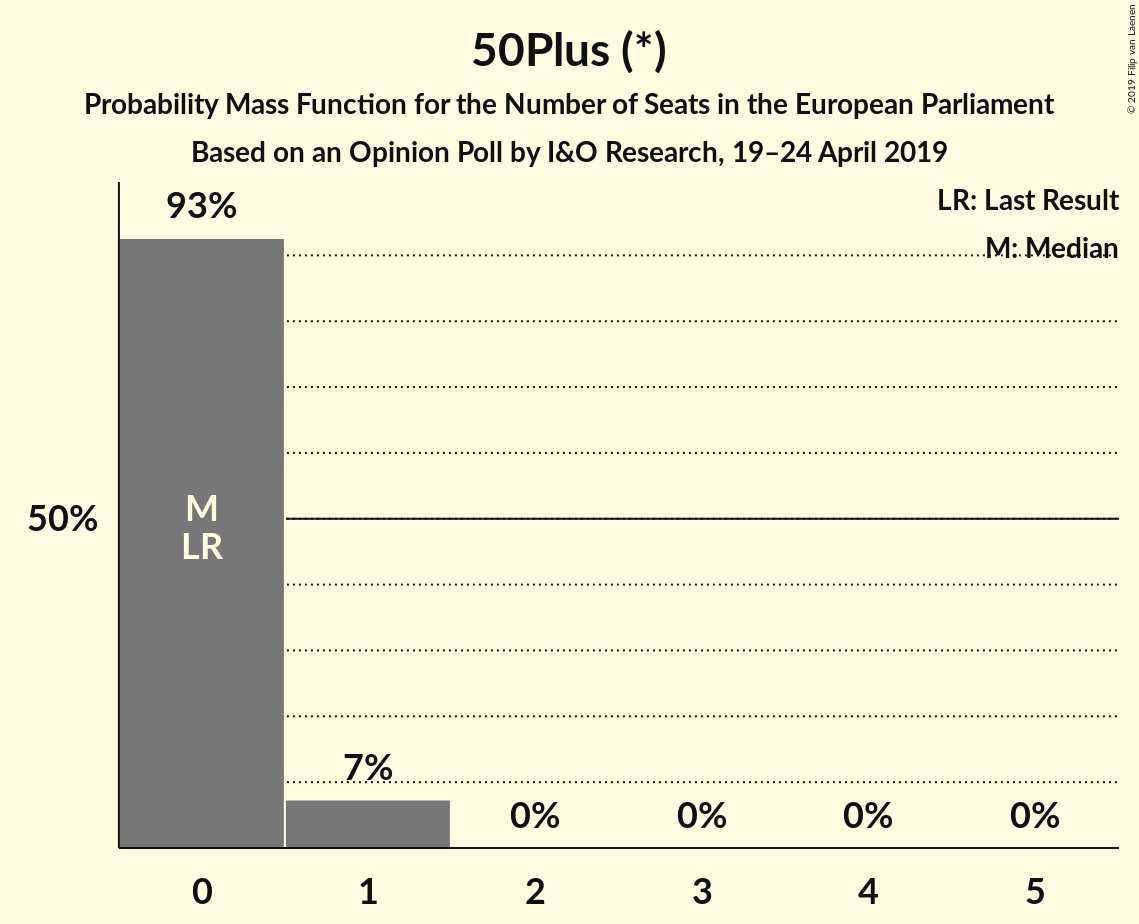 50Plus (*)
Probability Mass Function for the Number of Seats in the European Parliament
Based on an Opinion Poll by I&O Research, 19–24 April 2019
© 2019 Filip van Laenen
LR: Last Result
M: Median
93%
50%
M
LR
7%
0%
0%
0%
0%
0
1
2
3
4
5